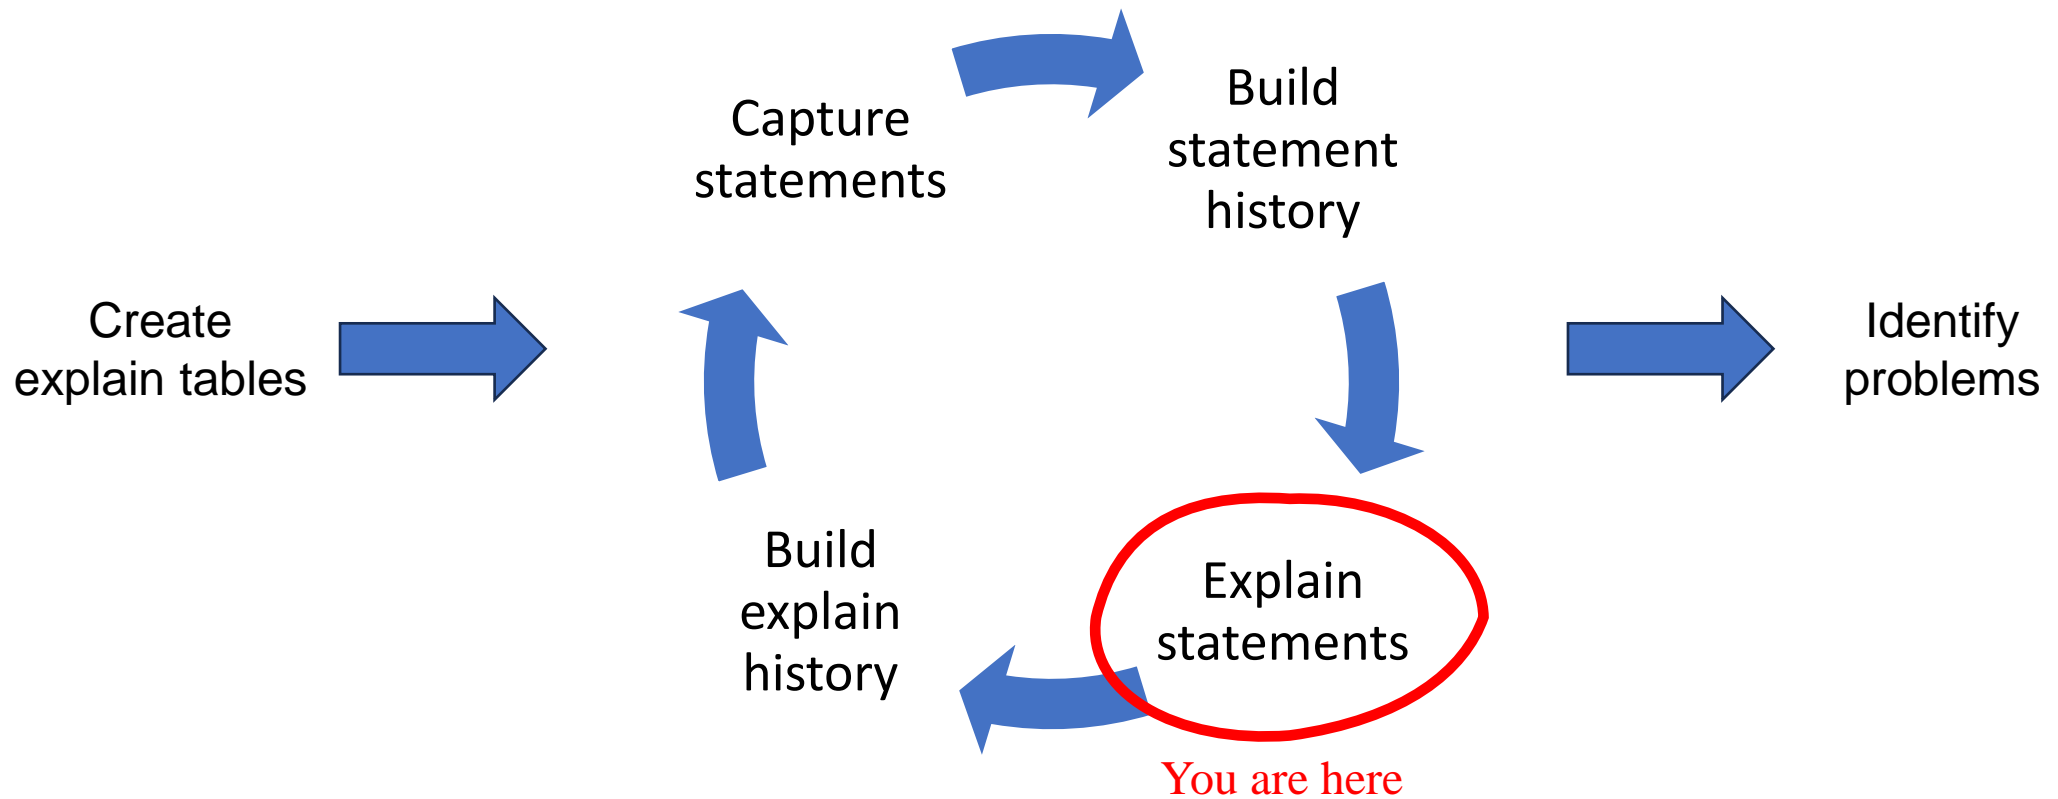 Create
explain tables
Capture
statements
Build
statement
history
Explain
statements
You are here
Build
explain
history
Identify
problems